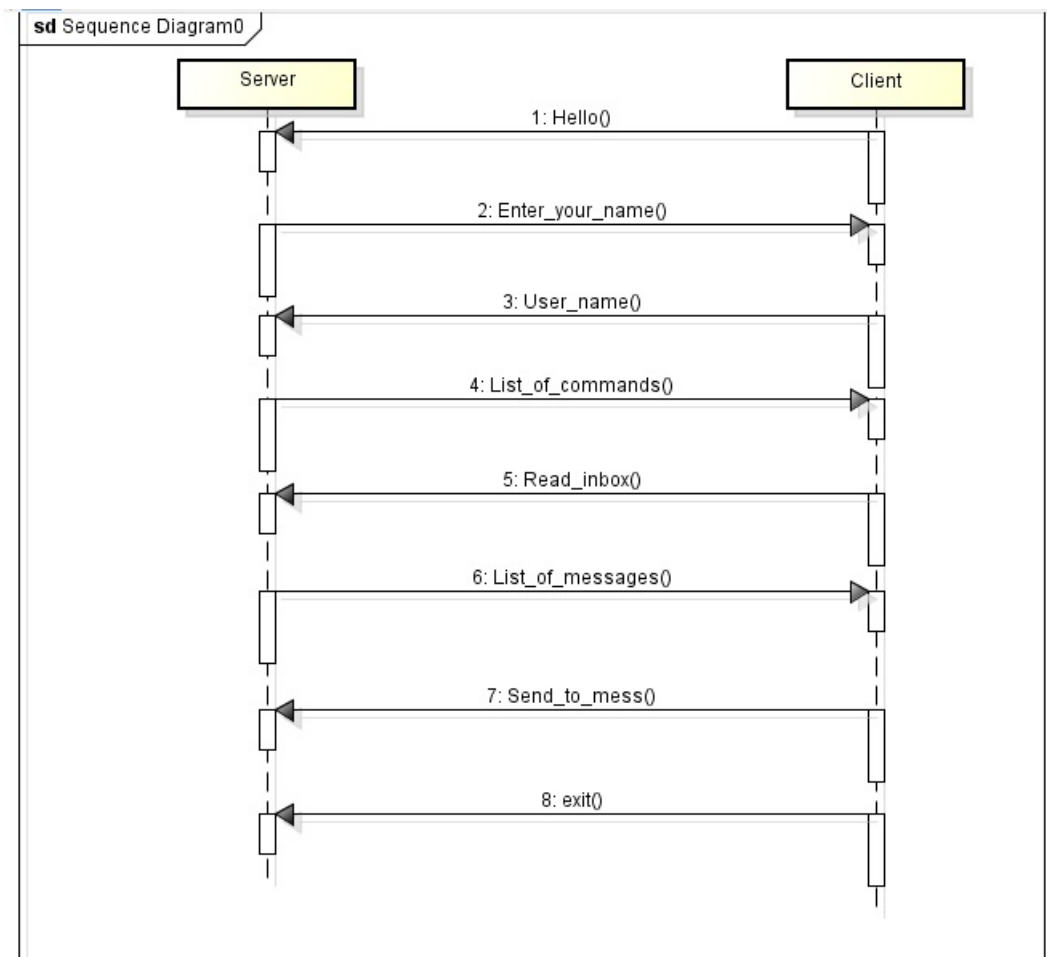 sd Sequence Diagram0
Server
Client
1: Hello()
2: Enter_your_name()
3: User_name()
4: List_of_commands()
5: Read_inbox()
6: List_of_messages()
7: Send_to_mess()
8: exit()